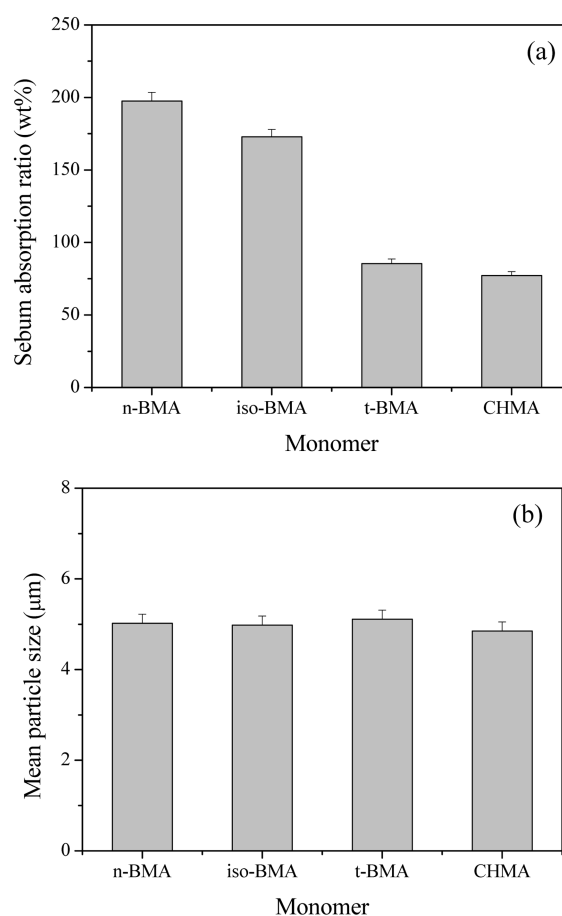 (a)
250
200
150
100
50
0
Sebum absorption ratio (wt%)
n-BMA iso-BMA t-BMA CHMA
Monomer
(b)
8
6
4
2
0
Mean particle size (μm)
n-BMA iso-BMA t-BMA CHMA
Monomer